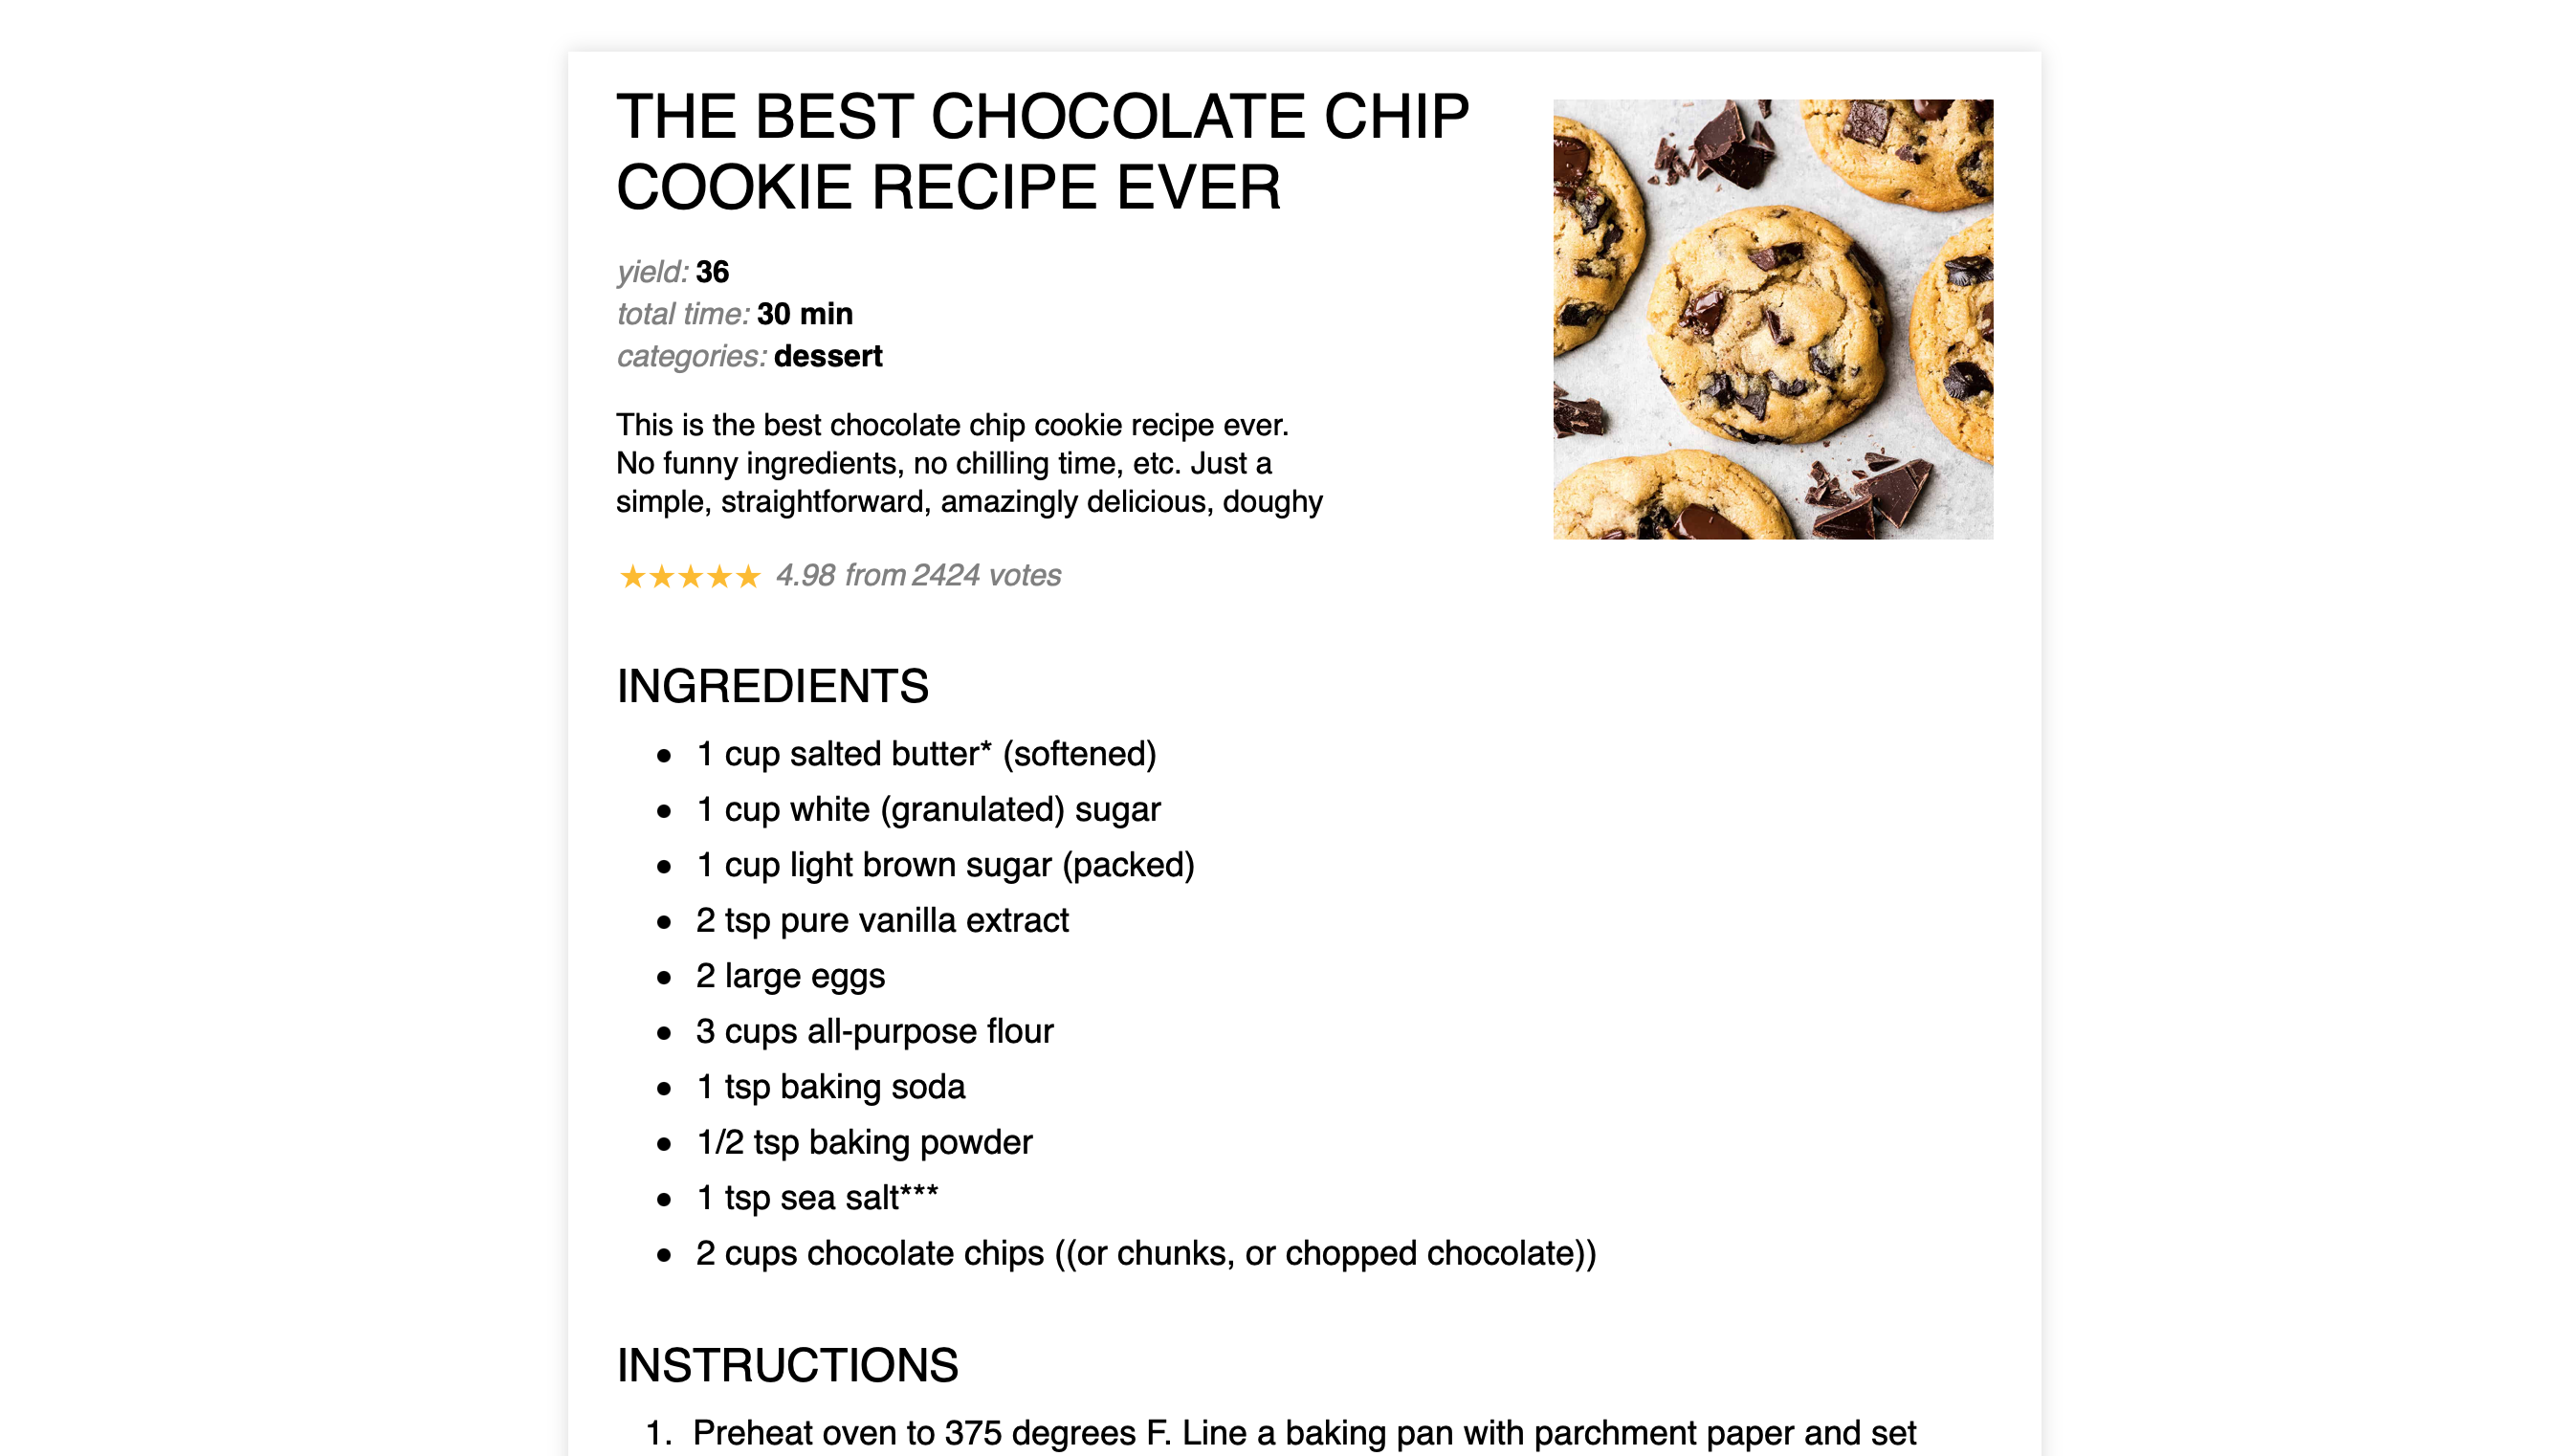 THE BEST CHOCOLATE CHIP
COOKIE RECIPE EVER
yield: 36
total time: 30 min
categories: dessert
This is the best chocolate chip cookie recipe ever.
No funny ingredients, no chilling time, etc. Just a
simple, straightforward, amazingly delicious, doughy
★★★★★ 4.98 from 2424 votes
INGREDIENTS
● 1 cup salted butter* (softened)
● 1 cup white (granulated) sugar
● 1 cup light brown sugar (packed)
● 2 tsp pure vanilla extract
● 2 large eggs
● 3 cups all-purpose flour
● 1 tsp baking soda
● 1/2 tsp baking powder
● 1 tsp sea salt***
● 2 cups chocolate chips ((or chunks, or chopped chocolate))
INSTRUCTIONS
1. Preheat oven to 375 degrees F. Line a baking pan with parchment paper and set